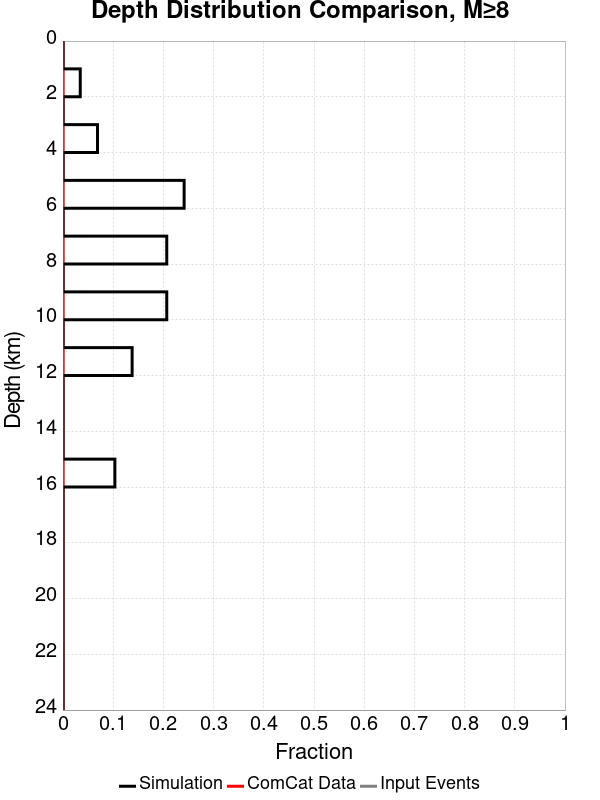 Depth Distribution Comparison, M≥8
0
2
4
6
8
10
12
14
16
18
20
22
24
Depth (km)
0 0.1 0.2 0.3 0.4 0.5 0.6 0.7 0.8 0.9 1
Fraction
Simulation ComCat Data Input Events